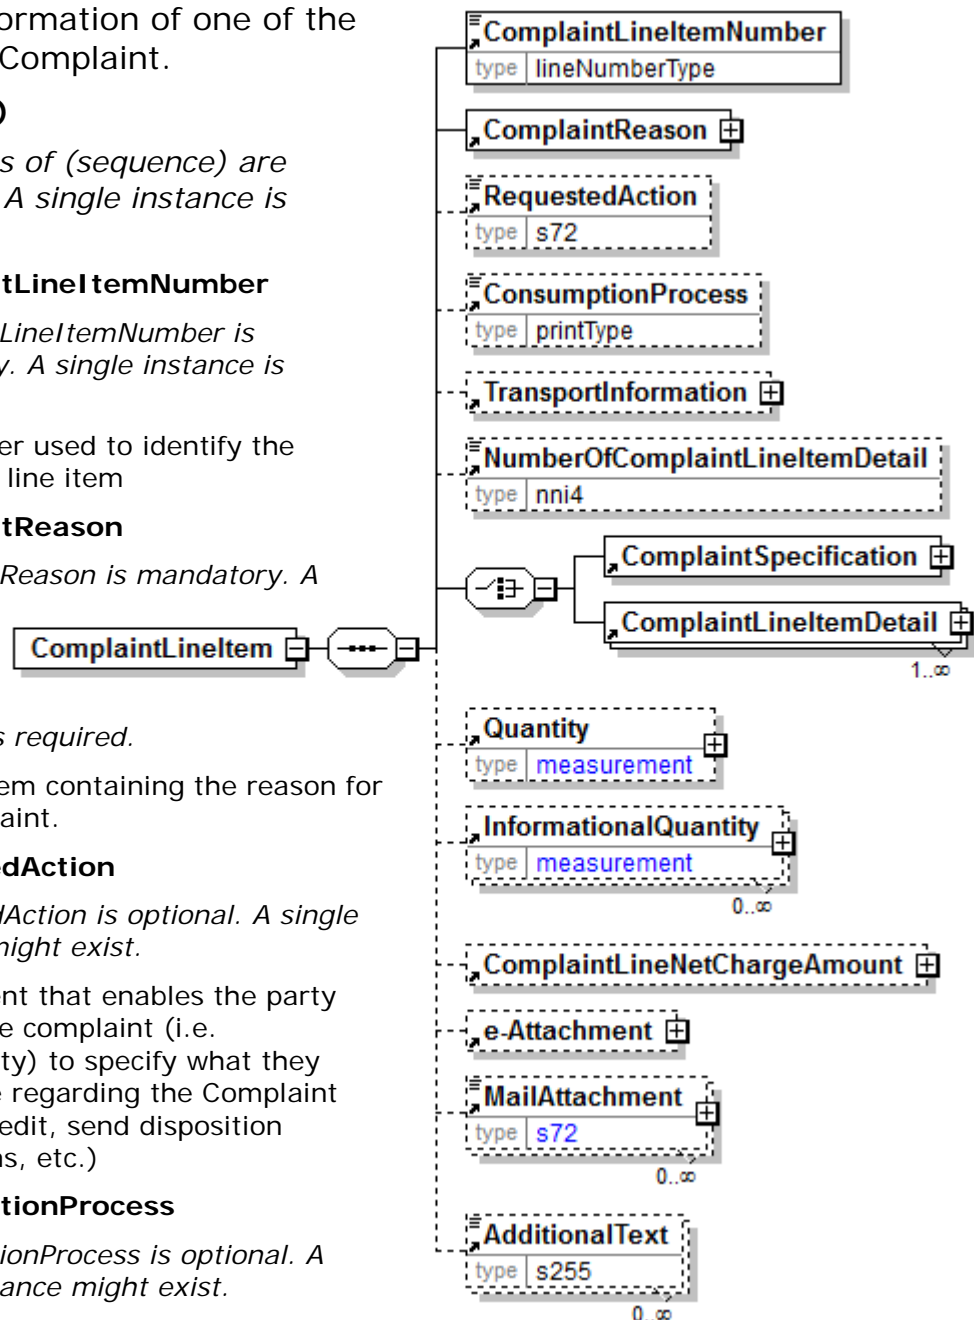 ormation of one of the
Complaint.
)
s of (sequence) are
A single instance is
tLineItemNumber
LineItemNumber is
y. A single instance is
er used to identify the
line item
tReason
Reason is mandatory. A
s required.
em containing the reason for
aint.
edAction
dAction is optional. A single
might exist.
ent that enables the party
e complaint (i.e.
ty) to specify what they
e regarding the Complaint
edit, send disposition
ns, etc.)
tionProcess
ionProcess is optional. A
ance might exist.
ComplaintLineItem
ComplaintLineItemNumber
type lineNumberType
ComplaintReason
RequestedAction
type s72
ConsumptionProcess
type printType
TransportInformation
NumberOfComplaintLineItemDetail
type nni4
ComplaintSpecification
ComplaintLineItemDetail
1..∞
Quantity
type measurement
InformationalQuantity
type measurement
0..∞
ComplaintLineNetChargeAmount
e-Attachment
MailAttachment
type s72
0..∞
AdditionalText
type s255
0..∞